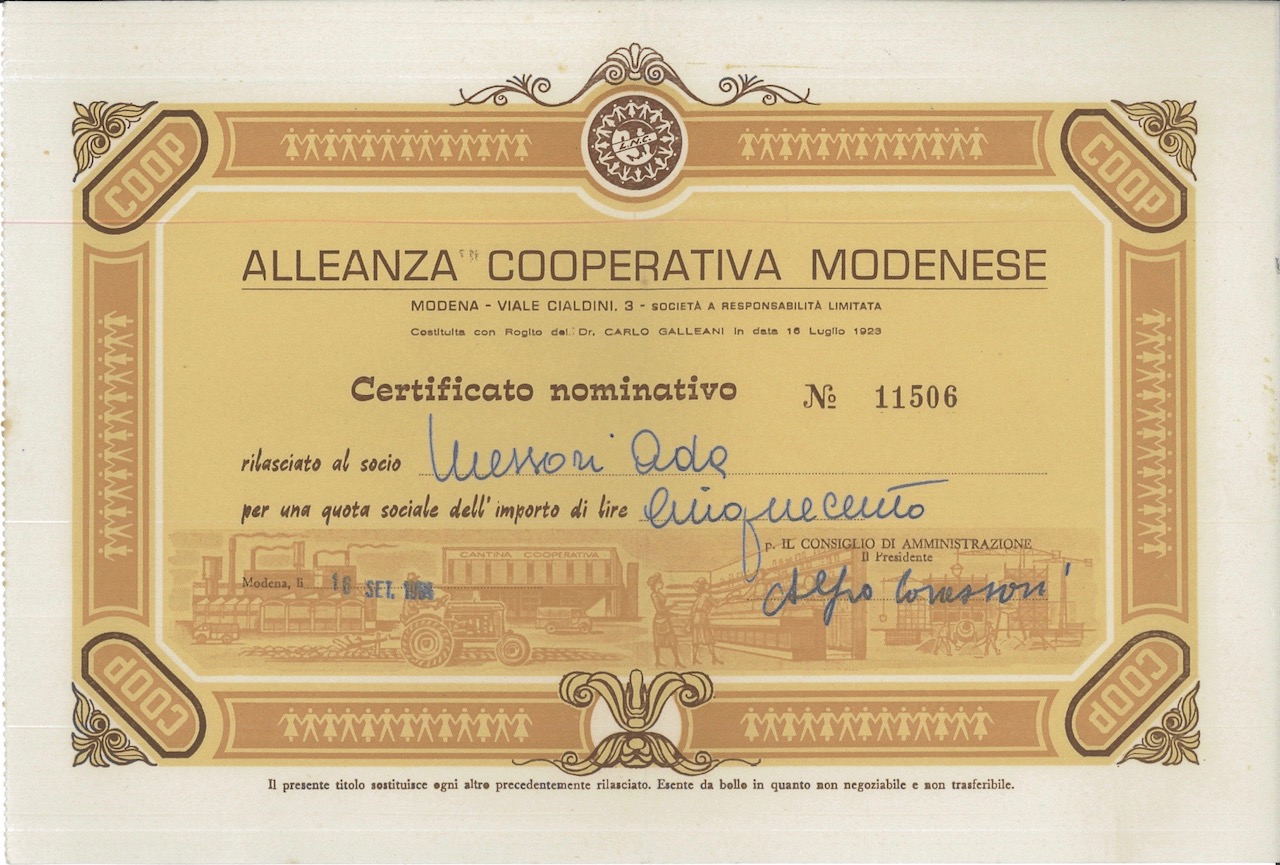 COOP
COOP
L.N.C.
ALLEANZA COOPERATIVA MODENESE
MODENA - VIALE CIALDINI, 3 - SOCIETÀ A RESPONSABILITÀ LIMITATA
Costituita con Rogito del Dr. CARLO GALLEANI in data 16 Luglio 1923
Certificato nominativo № 11506
rilasciato al socio Messori Ada
per una quota sociale dell' importo di lire Cinquecento
p. IL CONSIGLIO DI AMMINISTRAZIONE
Il Presidente
CANTINA COOPERATIVA
Modena, li 16 SET.
Alfio
COOP
COOP
Il presente titolo sostituisce ogni altro precedentemente rilasciato. Esente da bollo in quanto non negoziabile e non trasferibile.